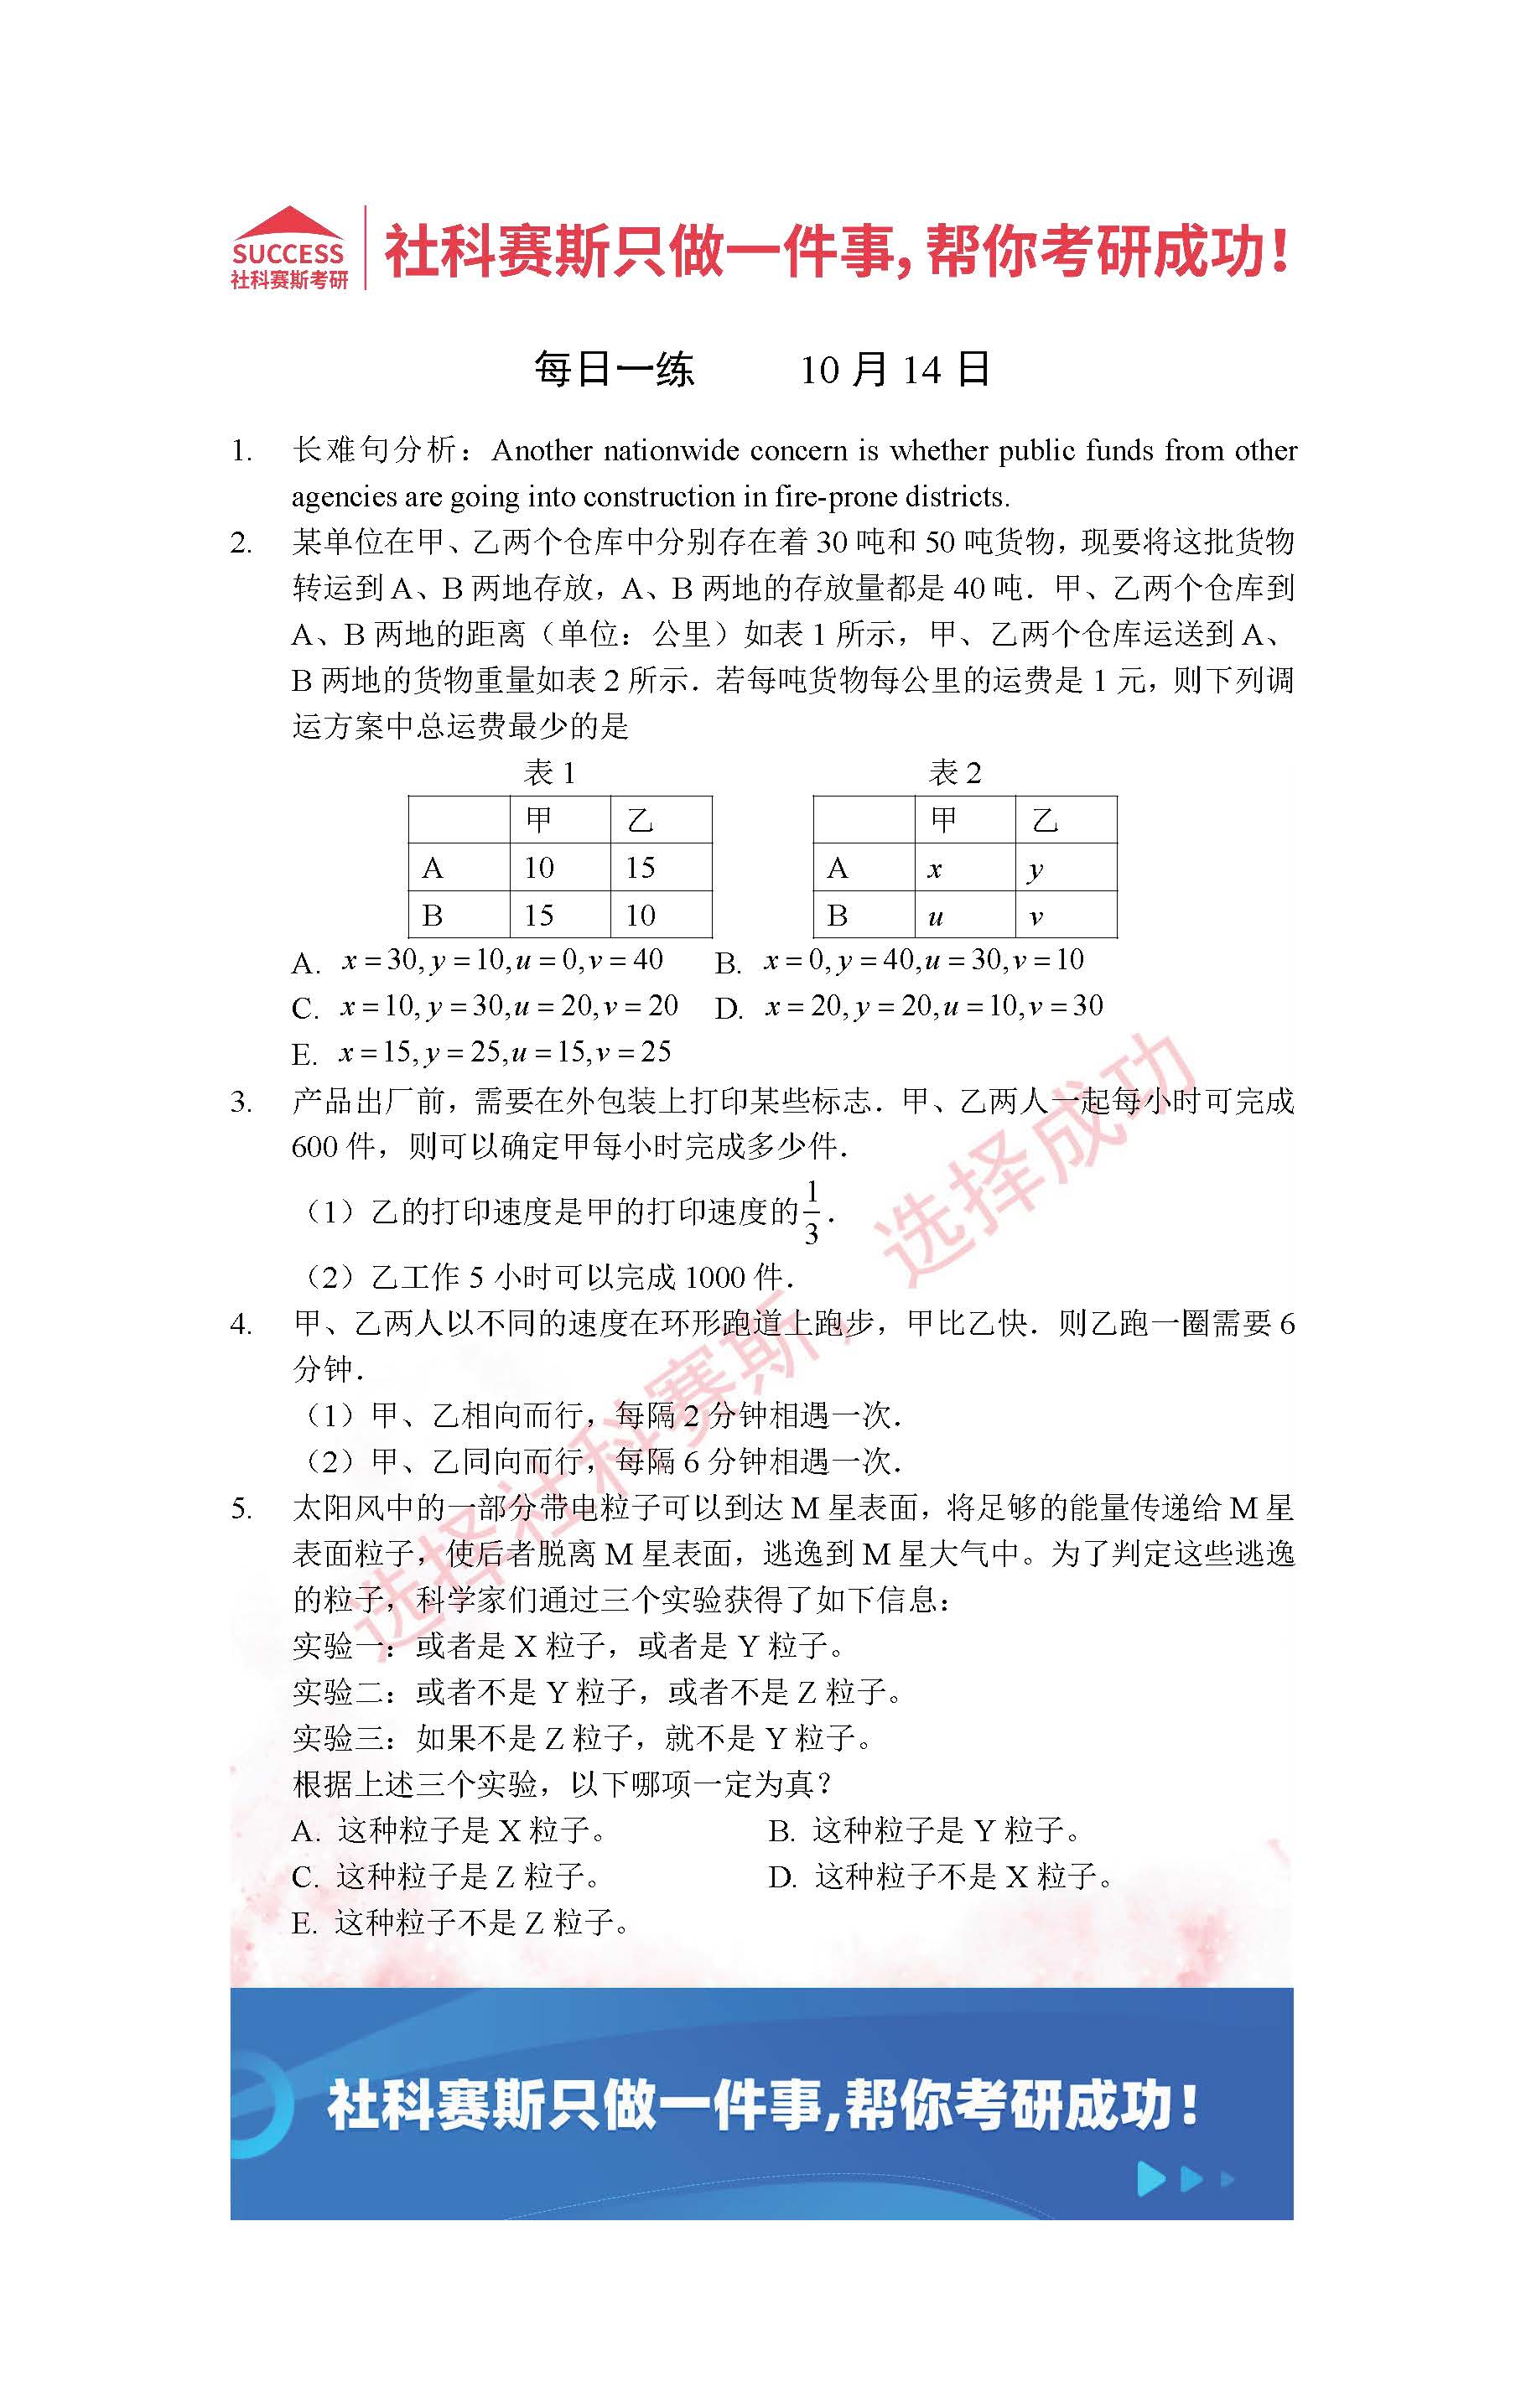 SUCCESS
社科赛斯考研
社科赛斯只做一件事,帮你考研成功!
每日一练 10 月 14 日
1. 长难句分析：Another nationwide concern is whether public funds from other
agencies are going into construction in fire-prone districts.
2. 某单位在甲、乙两个仓库中分别存在着 30 吨和 50 吨货物，现要将这批货物
转运到 A、B 两地存放，A、B 两地的存放量都是 40 吨．甲、乙两个仓库到
A、B 两地的距离（单位：公里）如表 1 所示，甲、乙两个仓库运送到 A、
B 两地的货物重量如表 2 所示．若每吨货物每公里的运费是 1 元，则下列调
运方案中总运费最少的是
表 1 表 2
甲 乙 甲 乙
A 10 15 A x y
B 15 10 B u v
A. x = 30, y = 10, u = 0, v = 40 B. x = 0, y = 40, u = 30, v = 10
C. x = 10, y = 30, u = 20, v = 20 D. x = 20, y = 20, u = 10, v = 30
E. x = 15, y = 25, u = 15, v = 25
3. 产品出厂前，需要在外包装上打印某些标志．甲、乙两人一起每小时可完成
600 件，则可以确定甲每小时完成多少件．
（1）乙的打印速度是甲的打印速度的 1/3．
（2）乙工作 5 小时可以完成 1000 件．
4. 甲、乙两人以不同的速度在环形跑道上跑步，甲比乙快．则乙跑一圈需要 6
分钟．
（1）甲、乙相向而行，每隔 2 分钟相遇一次．
（2）甲、乙同向而行，每隔 6 分钟相遇一次．
5. 太阳风中的一部分带电粒子可以到达 M 星表面，将足够的能量传递给 M 星
表面粒子，使后者脱离 M 星表面，逃逸到 M 星大气中。为了判定这些逃逸
的粒子，科学家们通过三个实验获得了如下信息：
实验一：或者是 X 粒子，或者是 Y 粒子。
实验二：或者不是 Y 粒子，或者不是 Z 粒子。
实验三：如果不是 Z 粒子，就不是 Y 粒子。
根据上述三个实验，以下哪项一定为真？
A. 这种粒子是 X 粒子。 B. 这种粒子是 Y 粒子。
C. 这种粒子是 Z 粒子。 D. 这种粒子不是 X 粒子。
E. 这种粒子不是 Z 粒子。
选择社科赛斯，选择成功
社科赛斯只做一件事,帮你考研成功!